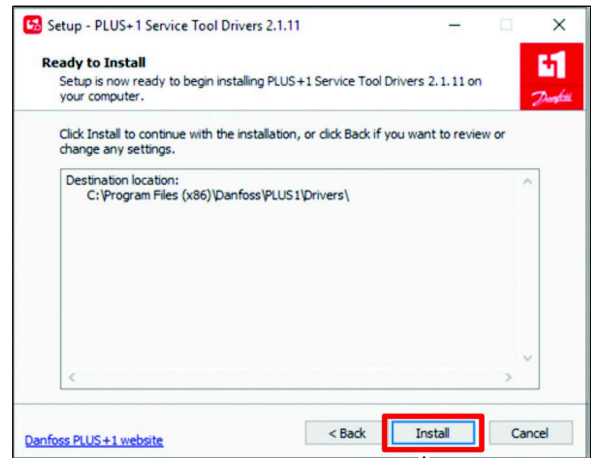 Setup - PLUS+1 Service Tool Drivers 2.1.11
Ready to Install
Setup is now ready to begin installing PLUS+1 Service Tool Drivers 2.1.11 on
your computer.
Danfoss
Click Install to continue with the installation, or click Back if you want to review or
change any settings.
Destination location:
C:\Program Files (x86)\Danfoss\PLUS1\Drivers\
Danfoss PLUS+1 website
< Back
Install
Cancel